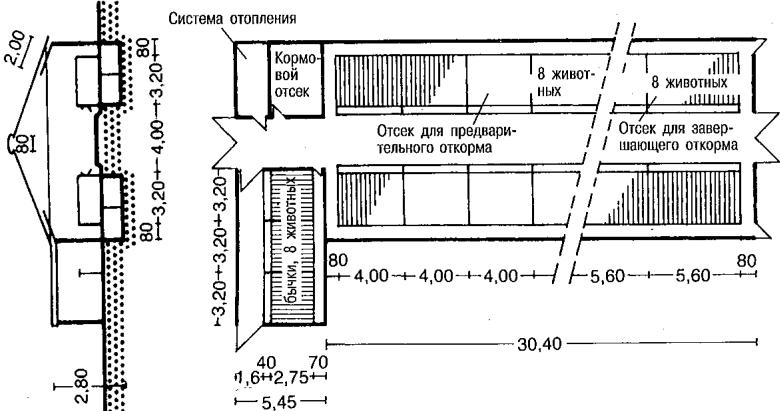 Система отопления
2,00
80
3,20
4,00
3,20
80
80
2,80
Кормо-
вой
отсек
8 живот-
ных
8 животных
Отсек для предвари-
тельного откорма
Отсек для завер-
шающего откорма
бычки, 8 животных
3,20
3,20
3,20
80
4,00
4,00
4,00
5,60
5,60
80
30,40
40
70
1,6
2,75
5,45